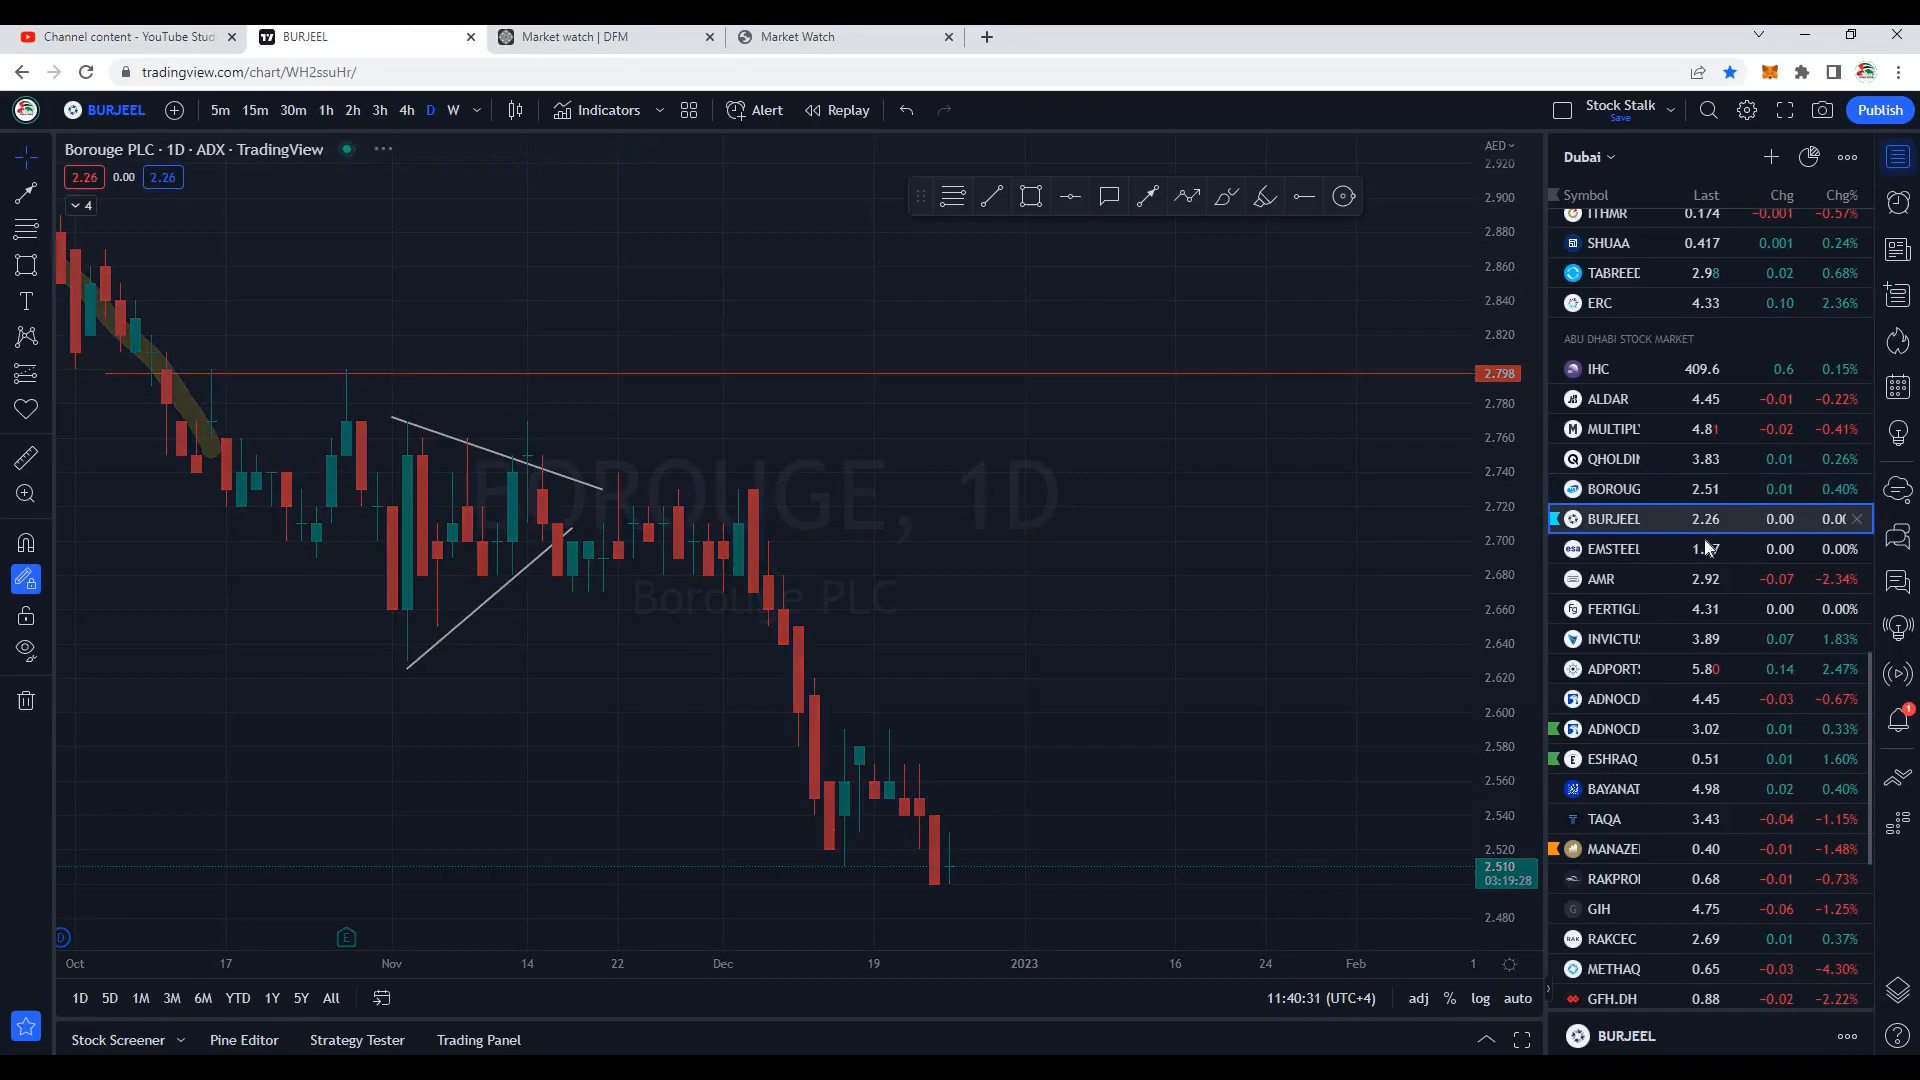 Channel content - YouTube Stud
BURJEEL
Market watch | DFM
Market Watch
tradingview.com/chart/WH2ssuHr/
BURJEEL
5m 15m 30m 1h 2h 3h 4h D W
Indicators
Alert
Replay
Stock Stalk
Save
Publish
Borouge PLC · 1D · ADX · TradingView
2.26 0.00 2.26
4
BOROUGE, 1D
Borouge PLC
AED
2.920
2.900
2.880
2.860
2.840
2.820
2.798
2.780
2.760
2.740
2.720
2.700
2.680
2.660
2.640
2.620
2.600
2.580
2.560
2.540
2.520
2.510
03:19:28
2.480
D
E
Oct 17 Nov 14 22 Dec 19 2023 16 24 Feb 1
1D 5D 1M 3M 6M YTD 1Y 5Y All
11:40:31 (UTC+4) adj % log auto
Stock Screener Pine Editor Strategy Tester Trading Panel
Dubai
Symbol Last Chg Chg%
ITHMR 0.174 −0.001 −0.57%
SHUAA 0.417 0.001 0.24%
TABREED 2.98 0.02 0.68%
ERC 4.33 0.10 2.36%
ABU DHABI STOCK MARKET
IHC 409.6 0.6 0.15%
ALDAR 4.45 −0.01 −0.22%
MULTIPL 4.81 −0.02 −0.41%
QHOLDIN 3.83 0.01 0.26%
BOROUG 2.51 0.01 0.40%
BURJEEL 2.26 0.00 0.0
EMSTEEL 0.00 0.00%
AMR 2.92 −0.07 −2.34%
FERTIGL 4.31 0.00 0.00%
INVICTU 3.89 0.07 1.83%
ADPORTS 5.80 0.14 2.47%
ADNOCD 4.45 −0.03 −0.67%
ADNOCD 3.02 0.01 0.33%
ESHRAQ 0.51 0.01 1.60%
BAYANAT 4.98 0.02 0.40%
TAQA 3.43 −0.04 −1.15%
MANAZEL 0.40 −0.01 −1.48%
RAKPRO 0.68 −0.01 −0.73%
GIH 4.75 −0.06 −1.25%
RAKCEC 2.69 0.01 0.37%
METHAQ 0.65 −0.03 −4.30%
GFH.DH 0.88 −0.02 −2.22%
BURJEEL
1